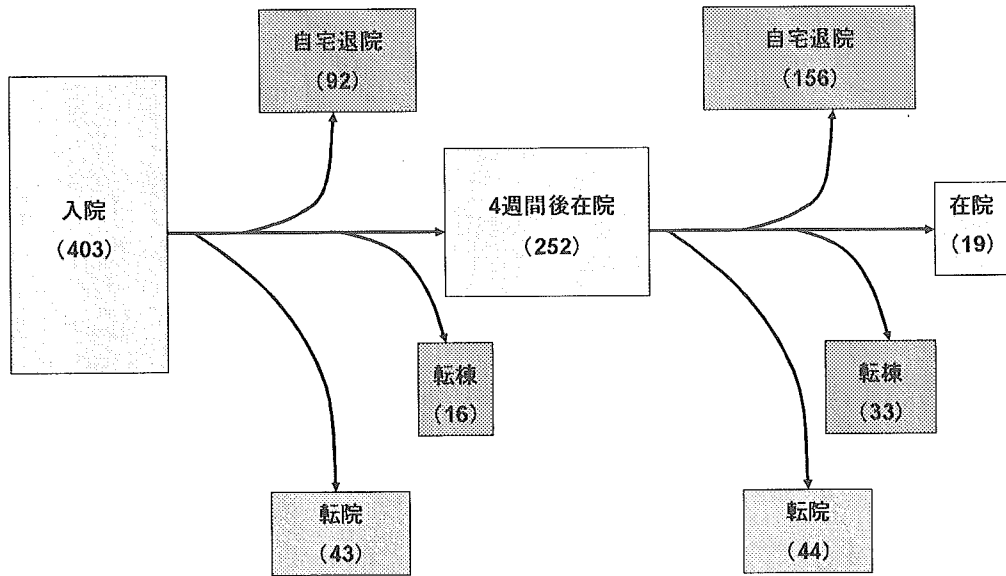 自宅退院
(92)
自宅退院
(156)
入院
(403)
4週間後在院
(252)
在院
(19)
転棟
(16)
転棟
(33)
転院
(43)
転院
(44)